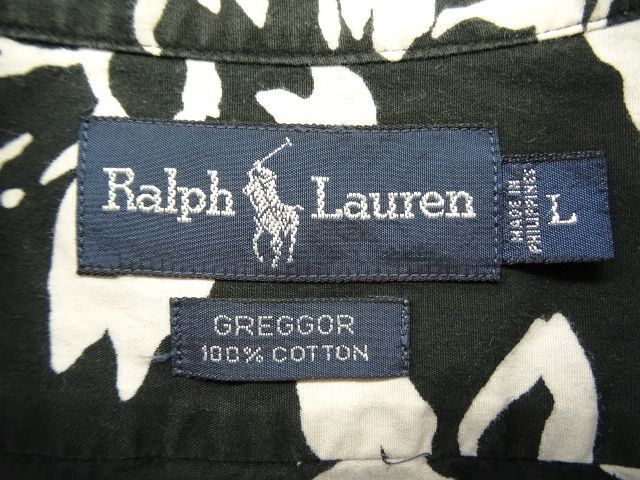 Ralph Lauren
MADE IN
PHILIPPINES
L
GREGGOR
100% COTTON